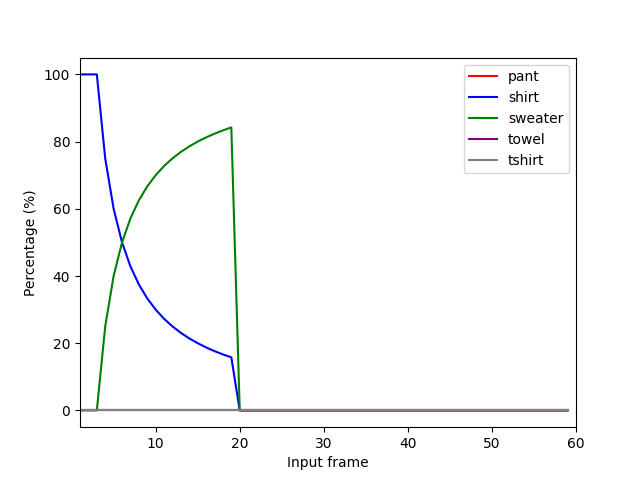 pant
shirt
sweater
towel
tshirt
Percentage (%)
100
80
60
40
20
0
10 20 30 40 50 60
Input frame